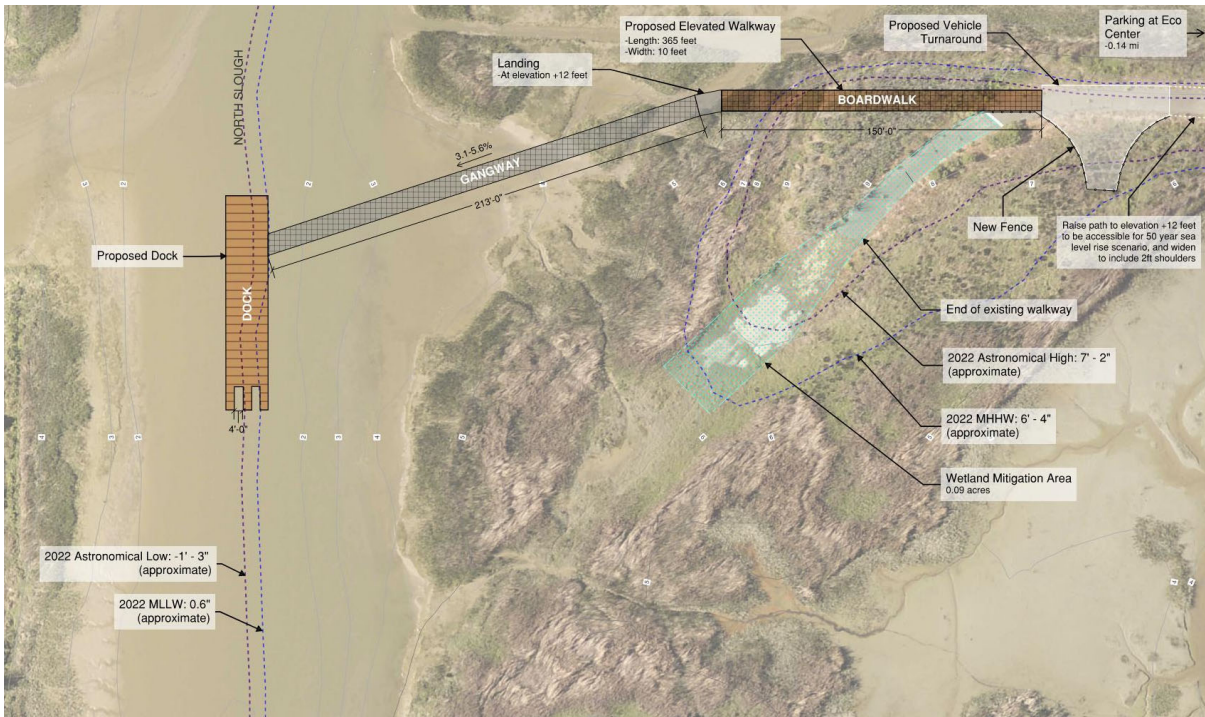 Proposed Elevated Walkway
-Length: 365 feet
-Width: 10 feet
Proposed Vehicle
Turnaround
Parking at Eco
Center
-0.14 mi
Landing
-At elevation +12 feet
NORTH SLOUGH
BOARDWALK
150'-0"
3.1-5.6%
GANGWAY
213'-0"
Proposed Dock
DOCK
4'-0"
New Fence
Raise path to elevation +12 feet
to be accessible for 50 year sea
level rise scenario, and widen
to include 2ft shoulders
End of existing walkway
2022 Astronomical High: 7' - 2"
(approximate)
2022 MHHW: 6' - 4"
(approximate)
Wetland Mitigation Area
0.09 acres
2022 Astronomical Low: -1' - 3"
(approximate)
2022 MLLW: 0.6"
(approximate)